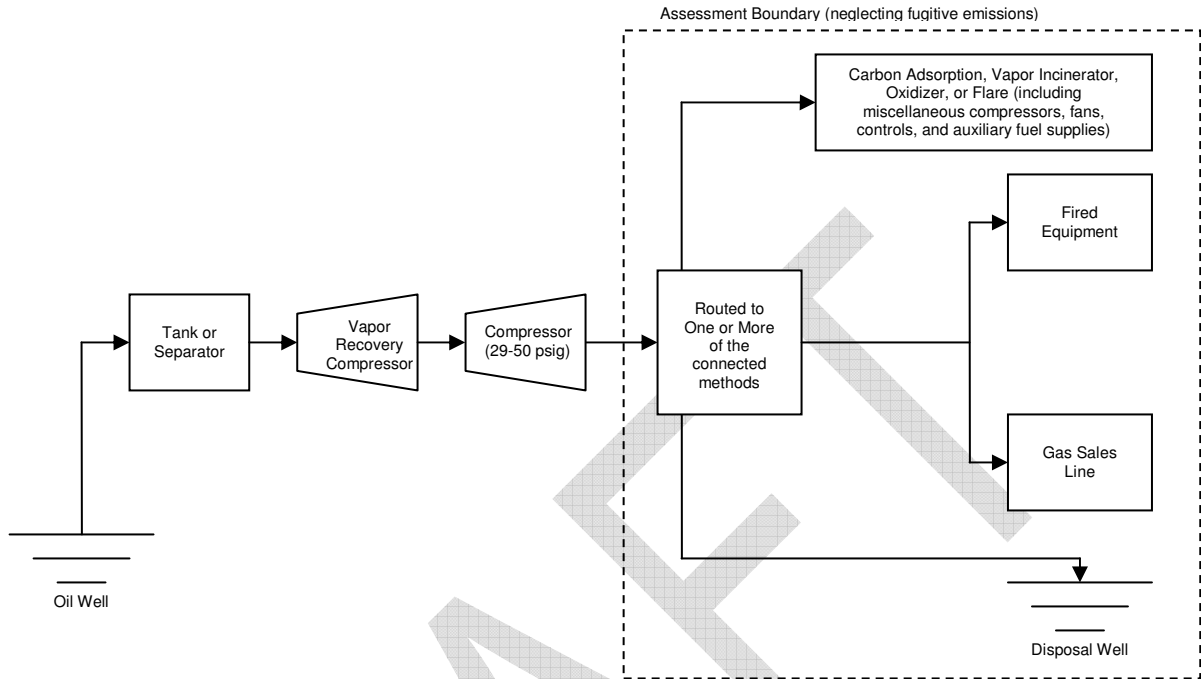 Assessment Boundary (neglecting fugitive emissions)
Carbon Adsorption, Vapor Incinerator,
Oxidizer, or Flare (including
miscellaneous compressors, fans,
controls, and auxiliary fuel supplies)
Fired
Equipment
Tank or
Separator
Vapor
Recovery
Compressor
Compressor
(29-50 psig)
Routed to
One or More
of the
connected
methods
Gas Sales
Line
Oil Well
Disposal Well